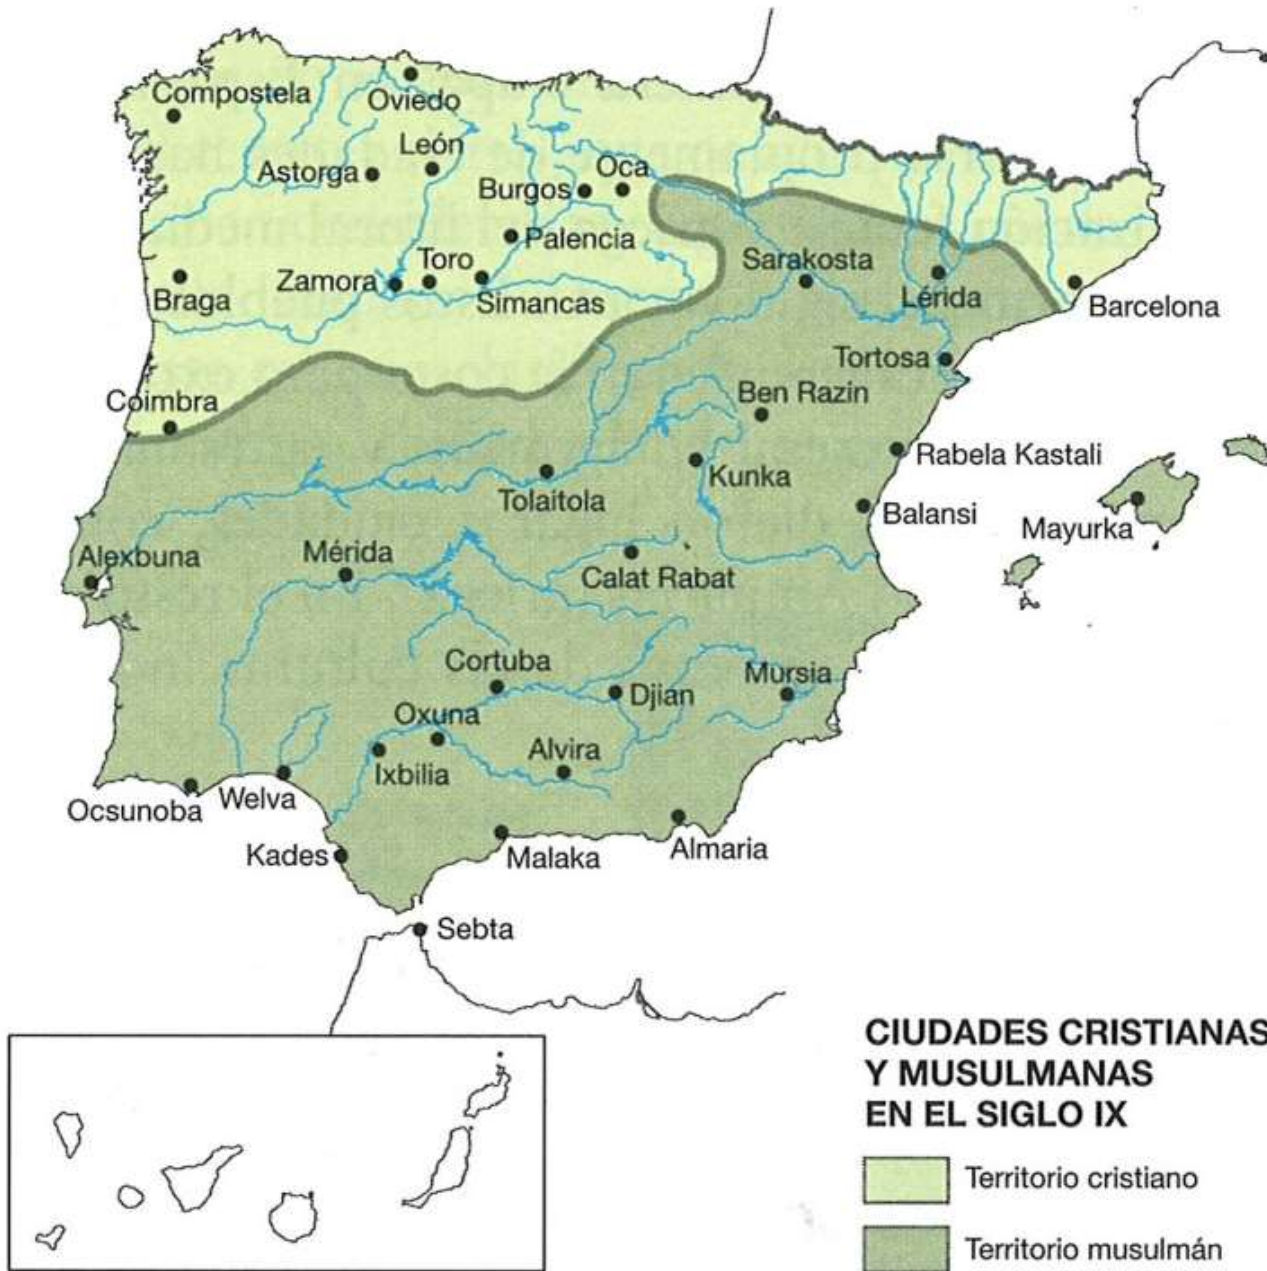 Compostela
Oviedo
León
Astorga
Oca
Burgos
Palencia
Toro
Zamora
Simancas
Braga
Sarakosta
Lérida
Barcelona
Tortosa
Coimbra
Ben Razin
Rabela Kastali
Kunka
Tolaitola
Balansi
Mayurka
Alexbuna
Mérida
Calat Rabat
Cortuba
Djian
Mursia
Oxuna
Ixbilia
Alvira
Ocsunoba
Welva
Kades
Malaka
Almaria
Sebta
CIUDADES CRISTIANAS
Y MUSULMANAS
EN EL SIGLO IX
Territorio cristiano
Territorio musulmán